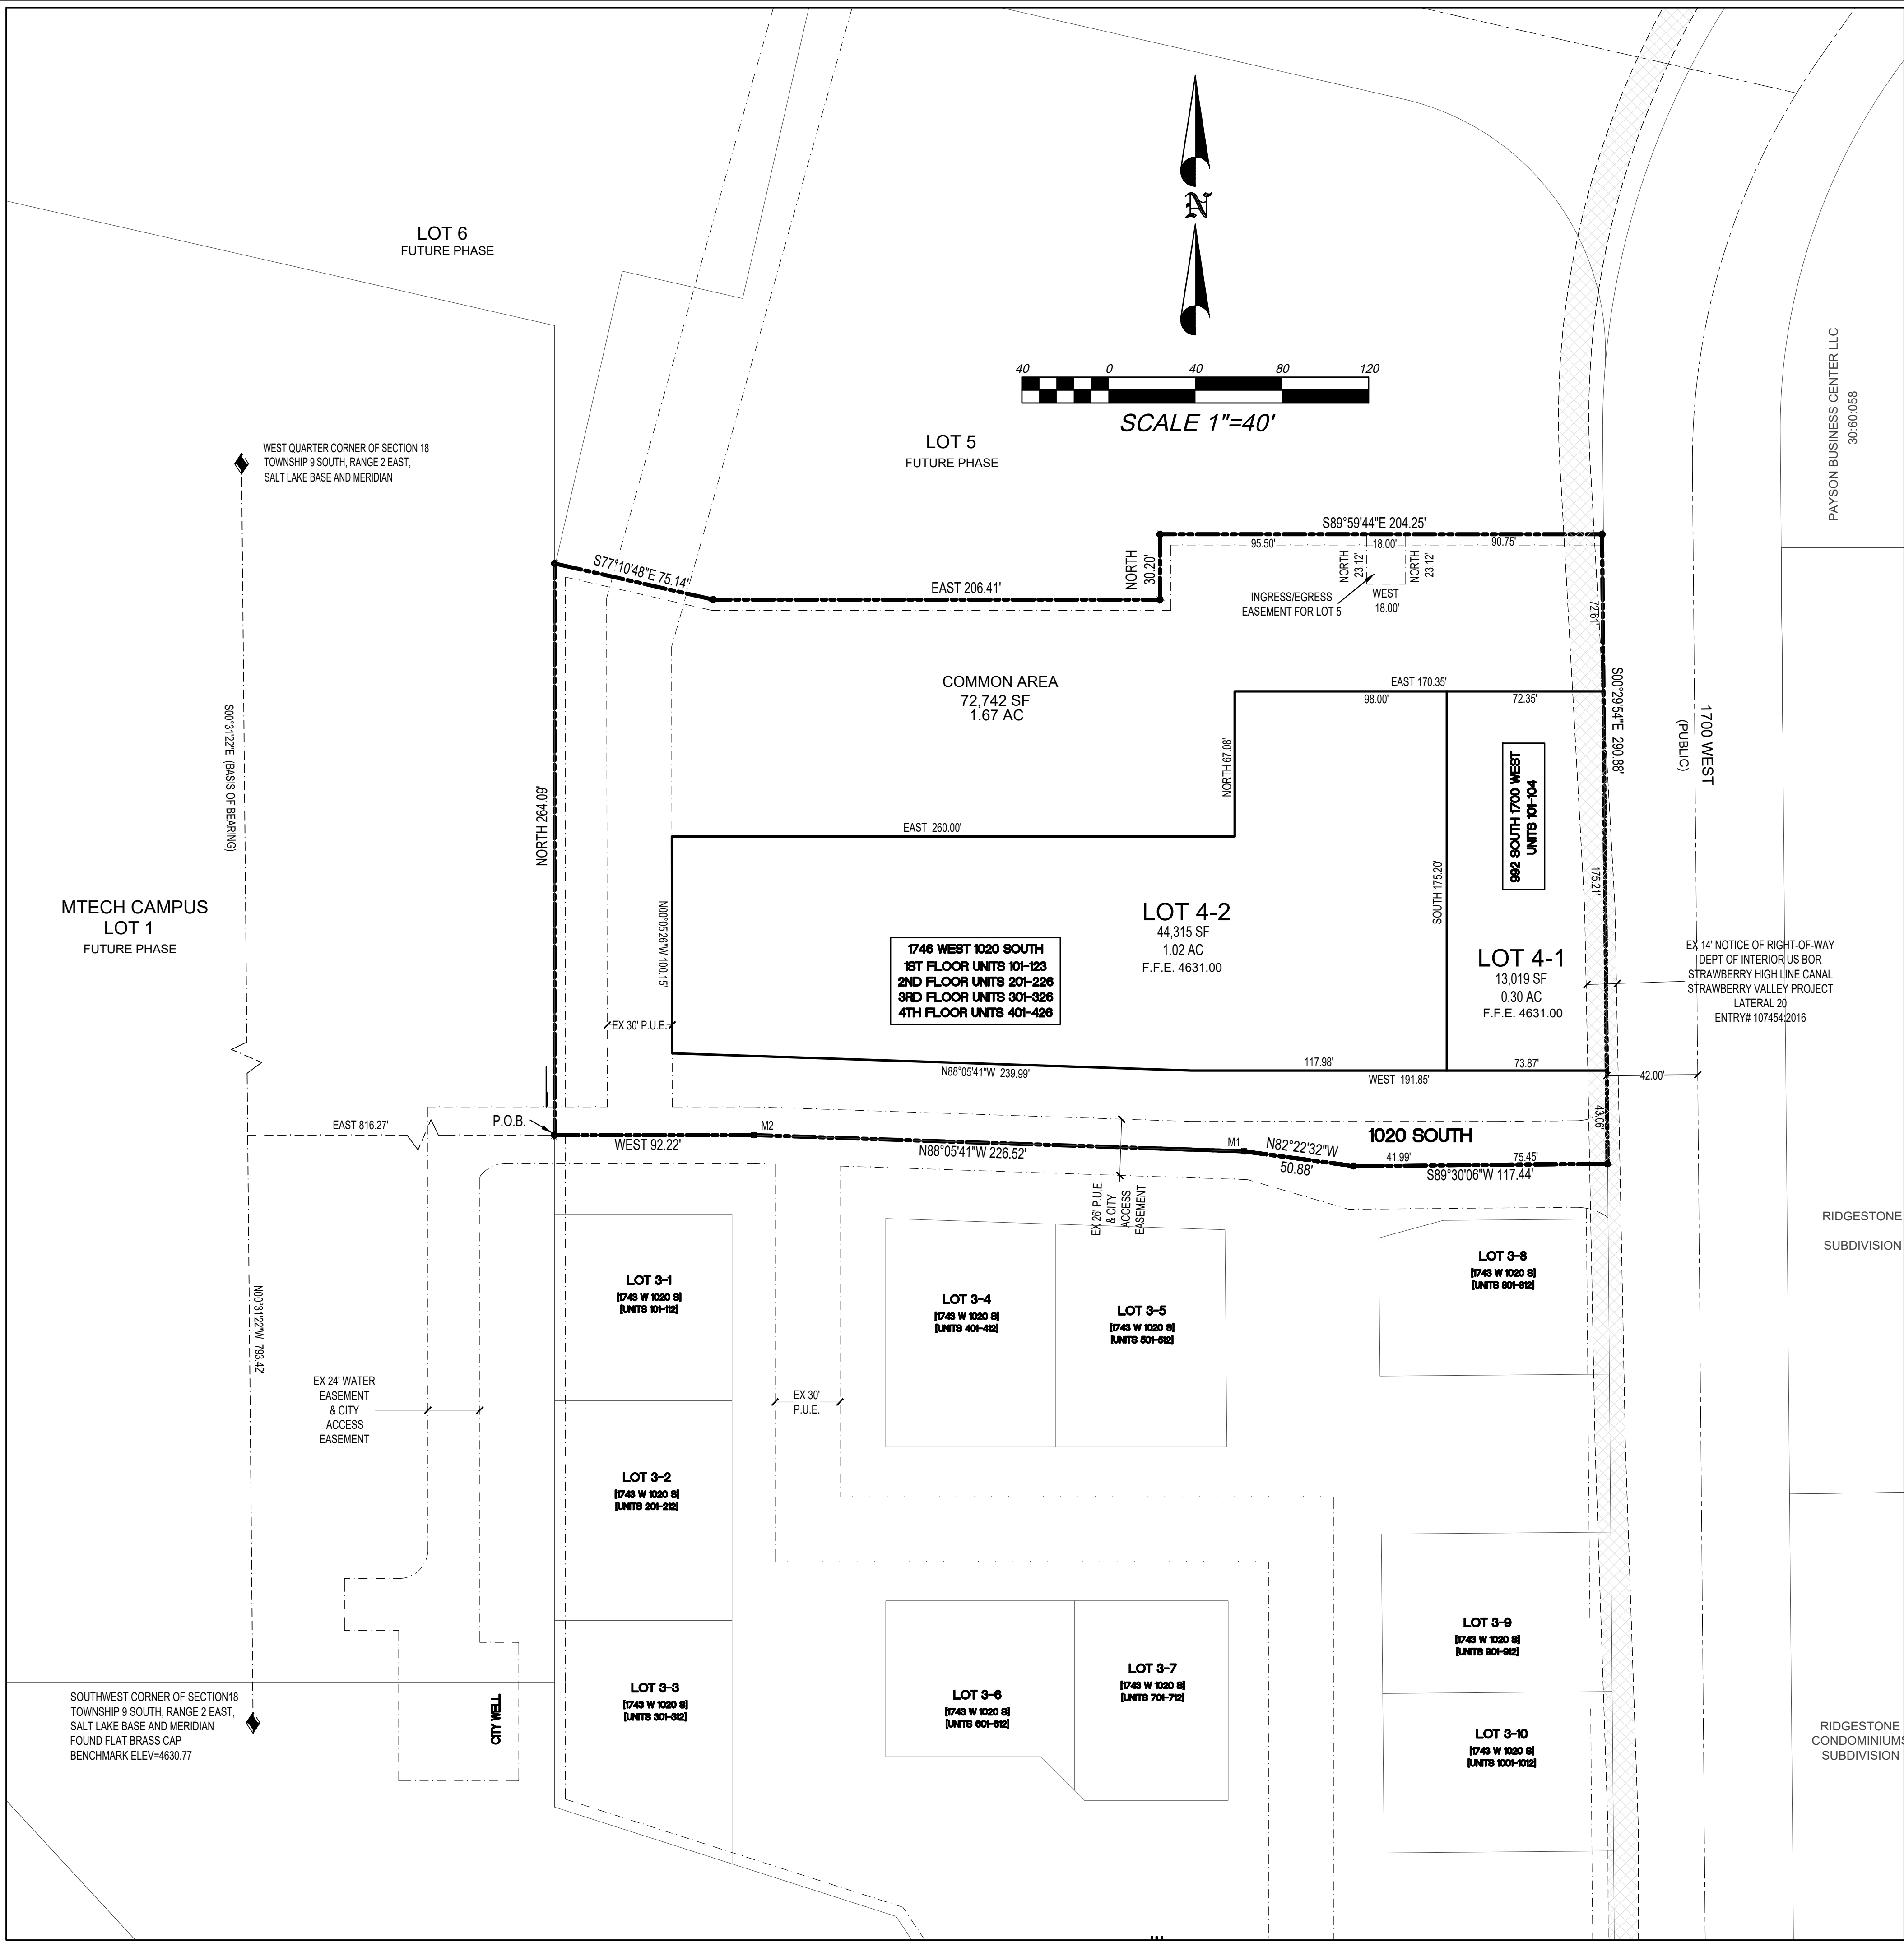 LOT 6
FUTURE PHASE
N
40 0 40 80 120
SCALE 1"=40'
LOT 5
FUTURE PHASE
PAYSON BUSINESS CENTER LLC
30:60:058
WEST QUARTER CORNER OF SECTION 18
TOWNSHIP 9 SOUTH, RANGE 2 EAST,
SALT LAKE BASE AND MERIDIAN
S77°10'48"E 75.14'
EAST 206.41'
NORTH
30.20'
S89°59'44"E 204.25'
95.50'
18.00'
90.75'
NORTH
23.12'
NORTH
23.12'
WEST
18.00'
INGRESS/EGRESS
EASEMENT FOR LOT 5
72.61'
COMMON AREA
72,742 SF
1.67 AC
EAST 170.35'
98.00'
72.35'
S00°29'54"E 290.88'
1700 WEST
(PUBLIC)
S00°31'22"E (BASIS OF BEARING)
NORTH 264.09'
NORTH 67.08'
EAST 260.00'
992 SOUTH 1700 WEST
UNITS 101-104
SOUTH 175.20'
175.21'
MTECH CAMPUS
LOT 1
FUTURE PHASE
N00°05'26"W 100.15'
LOT 4-2
44,315 SF
1.02 AC
F.F.E. 4631.00
1746 WEST 1020 SOUTH
1ST FLOOR UNITS 101-123
2ND FLOOR UNITS 201-226
3RD FLOOR UNITS 301-326
4TH FLOOR UNITS 401-426
LOT 4-1
13,019 SF
0.30 AC
F.F.E. 4631.00
EX 14' NOTICE OF RIGHT-OF-WAY
DEPT OF INTERIOR US BOR
STRAWBERRY HIGH LINE CANAL
STRAWBERRY VALLEY PROJECT
LATERAL 20
ENTRY# 107454:2016
EX 30' P.U.E.
N88°05'41"W 239.99'
117.98'
73.87'
WEST 191.85'
42.00'
43.06'
EAST 816.27'
P.O.B.
WEST 92.22'
M2
N88°05'41"W 226.52'
M1
N82°22'32"W
50.88'
1020 SOUTH
41.99'
75.45'
S89°30'06"W 117.44'
EX 26' P.U.E.
& CITY
ACCESS
EASEMENT
RIDGESTONE
SUBDIVISION
LOT 3-1
[1743 W 1020 S]
[UNITS 101-112]
LOT 3-4
[1743 W 1020 S]
[UNITS 401-412]
LOT 3-5
[1743 W 1020 S]
[UNITS 501-512]
LOT 3-8
[1743 W 1020 S]
[UNITS 801-812]
N00°31'22"W 793.42'
EX 24' WATER
EASEMENT
& CITY
ACCESS
EASEMENT
EX 30'
P.U.E.
LOT 3-2
[1743 W 1020 S]
[UNITS 201-212]
LOT 3-9
[1743 W 1020 S]
[UNITS 901-912]
LOT 3-3
[1743 W 1020 S]
[UNITS 301-312]
LOT 3-6
[1743 W 1020 S]
[UNITS 601-612]
LOT 3-7
[1743 W 1020 S]
[UNITS 701-712]
LOT 3-10
[1743 W 1020 S]
[UNITS 1001-1012]
CITY WELL
SOUTHWEST CORNER OF SECTION18
TOWNSHIP 9 SOUTH, RANGE 2 EAST,
SALT LAKE BASE AND MERIDIAN
FOUND FLAT BRASS CAP
BENCHMARK ELEV=4630.77
RIDGESTONE
CONDOMINIUMS
SUBDIVISION